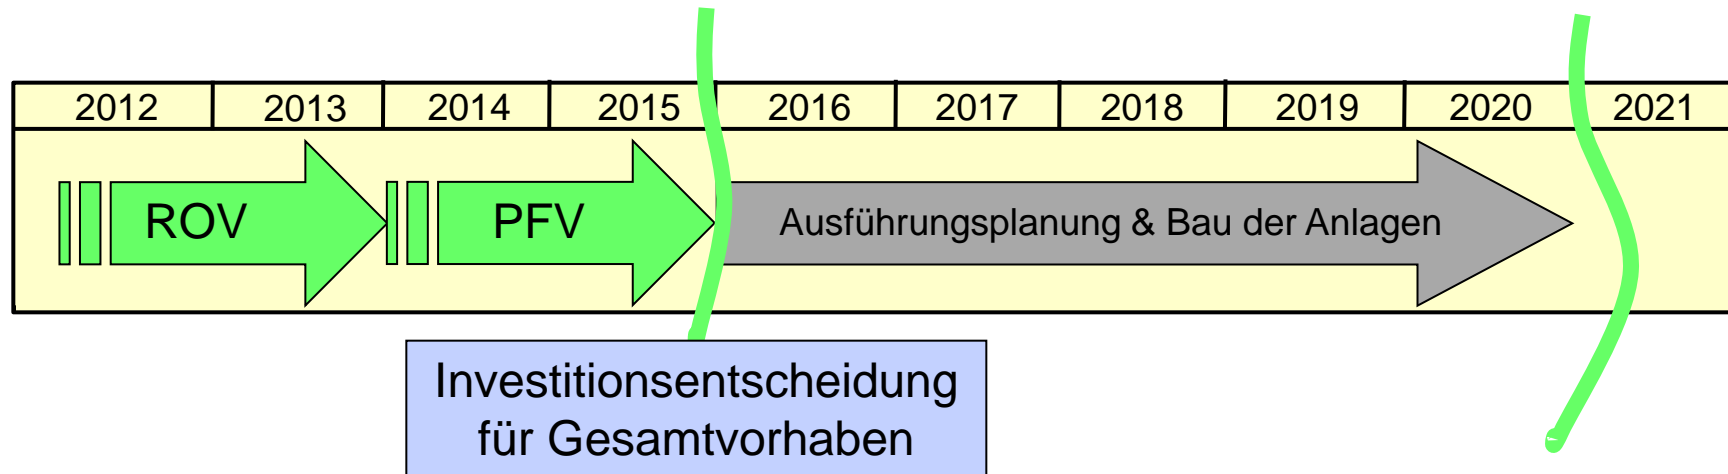 2012 2013 2014 2015 2016 2017 2018 2019 2020 2021
ROV PFV Ausführungsplanung & Bau der Anlagen
Investitionsentscheidung
für Gesamtvorhaben